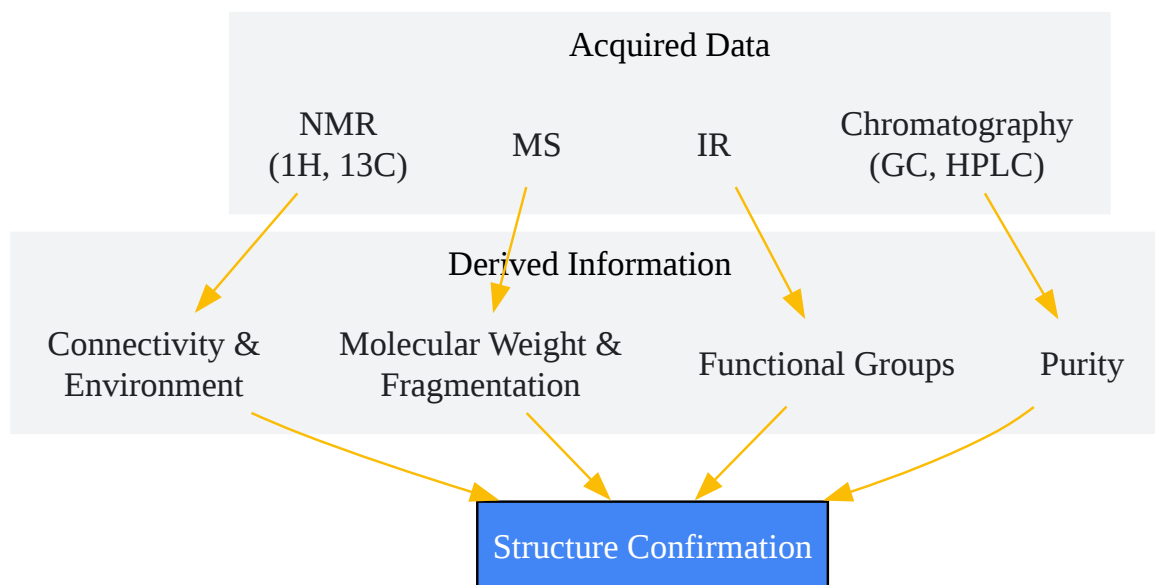 Acquired Data
NMR
(1H, 13C)
MS
IR
Chromatography
(GC, HPLC)
Derived Information
Connectivity &
Environment
Molecular Weight &
Fragmentation
Functional Groups
Purity
Structure Confirmation